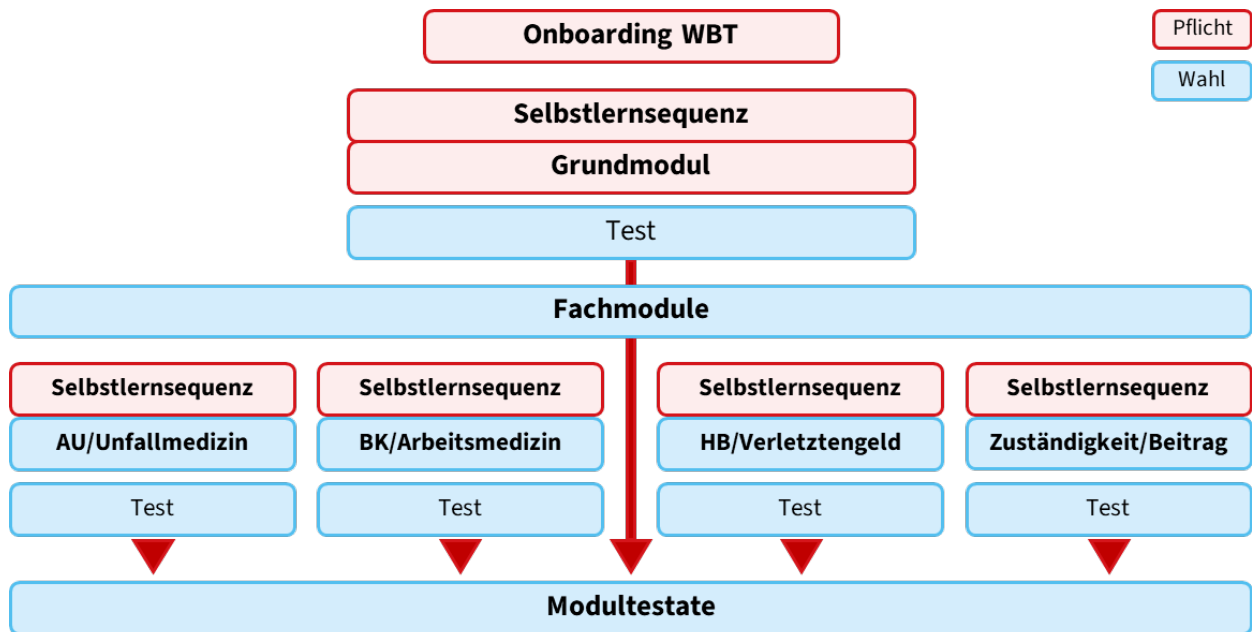 Onboarding WBT
Pflicht
Wahl
Selbstlernsequenz
Grundmodul
Test
Fachmodule
Selbstlernsequenz
AU/Unfallmedizin
Test
Selbstlernsequenz
BK/Arbeitsmedizin
Test
Selbstlernsequenz
HB/Verletztengeld
Test
Selbstlernsequenz
Zuständigkeit/Beitrag
Test
Modultestate